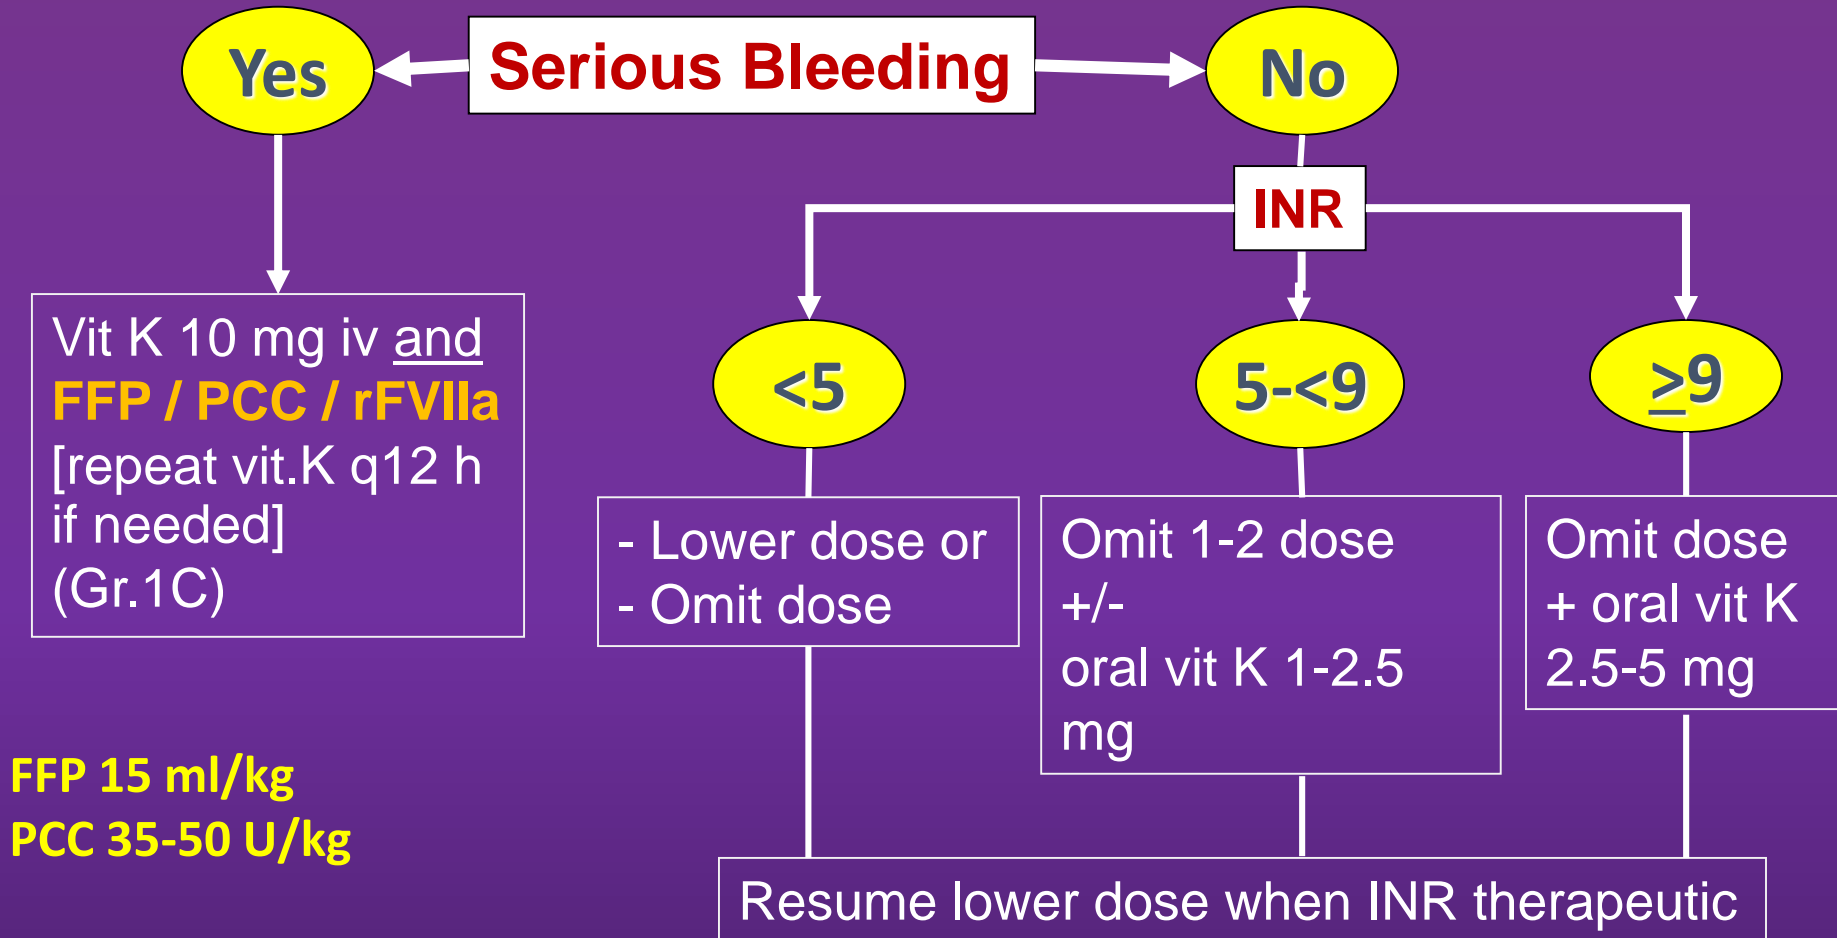 Serious Bleeding
Yes
No
INR
Vit K 10 mg iv and
FFP / PCC / rFVIIa
[repeat vit.K q12 h
if needed]
(Gr.1C)
<5
5-<9
≥9
- Lower dose or
- Omit dose
Omit 1-2 dose
+/-
oral vit K 1-2.5
mg
Omit dose
+ oral vit K
2.5-5 mg
FFP 15 ml/kg
PCC 35-50 U/kg
Resume lower dose when INR therapeutic